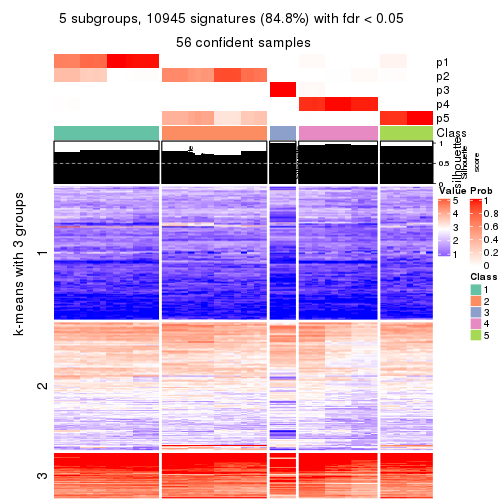 5 subgroups, 10945 signatures (84.8%) with fdr < 0.05
56 confident samples
p1
p2
p3
p4
p5
Class
1
0.5
0
silhouette
Silhouette
score
k-means with 3 groups
1
2
3
Value
5
4
3
2
1
Prob
1
0.8
0.6
0.4
0.2
0
Class
1
2
3
4
5